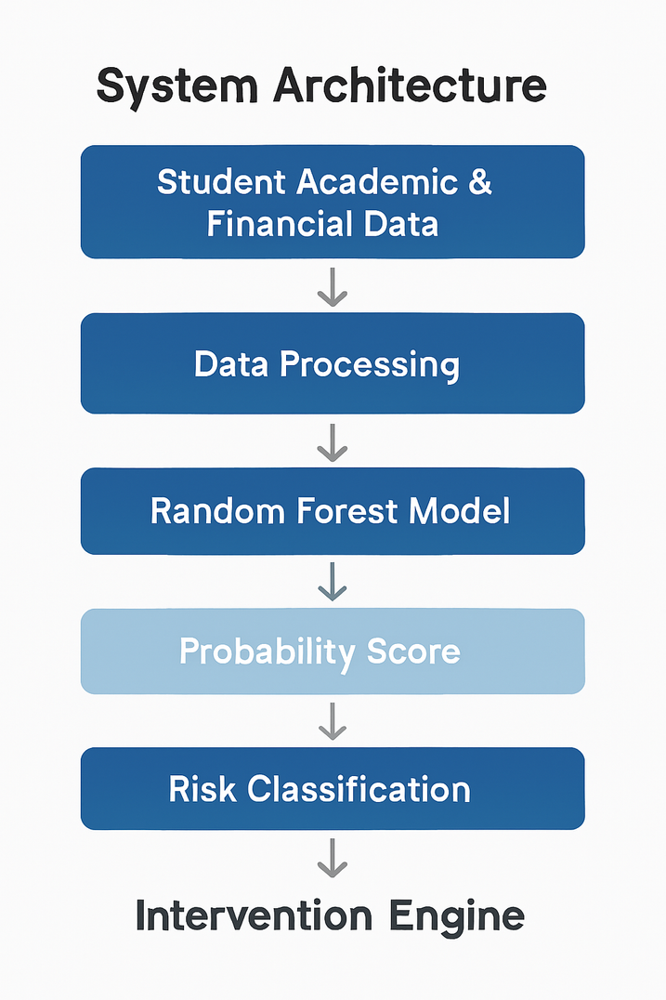 System Architecture
Student Academic &
Financial Data
Data Processing
Random Forest Model
Probability Score
Risk Classification
Intervention Engine